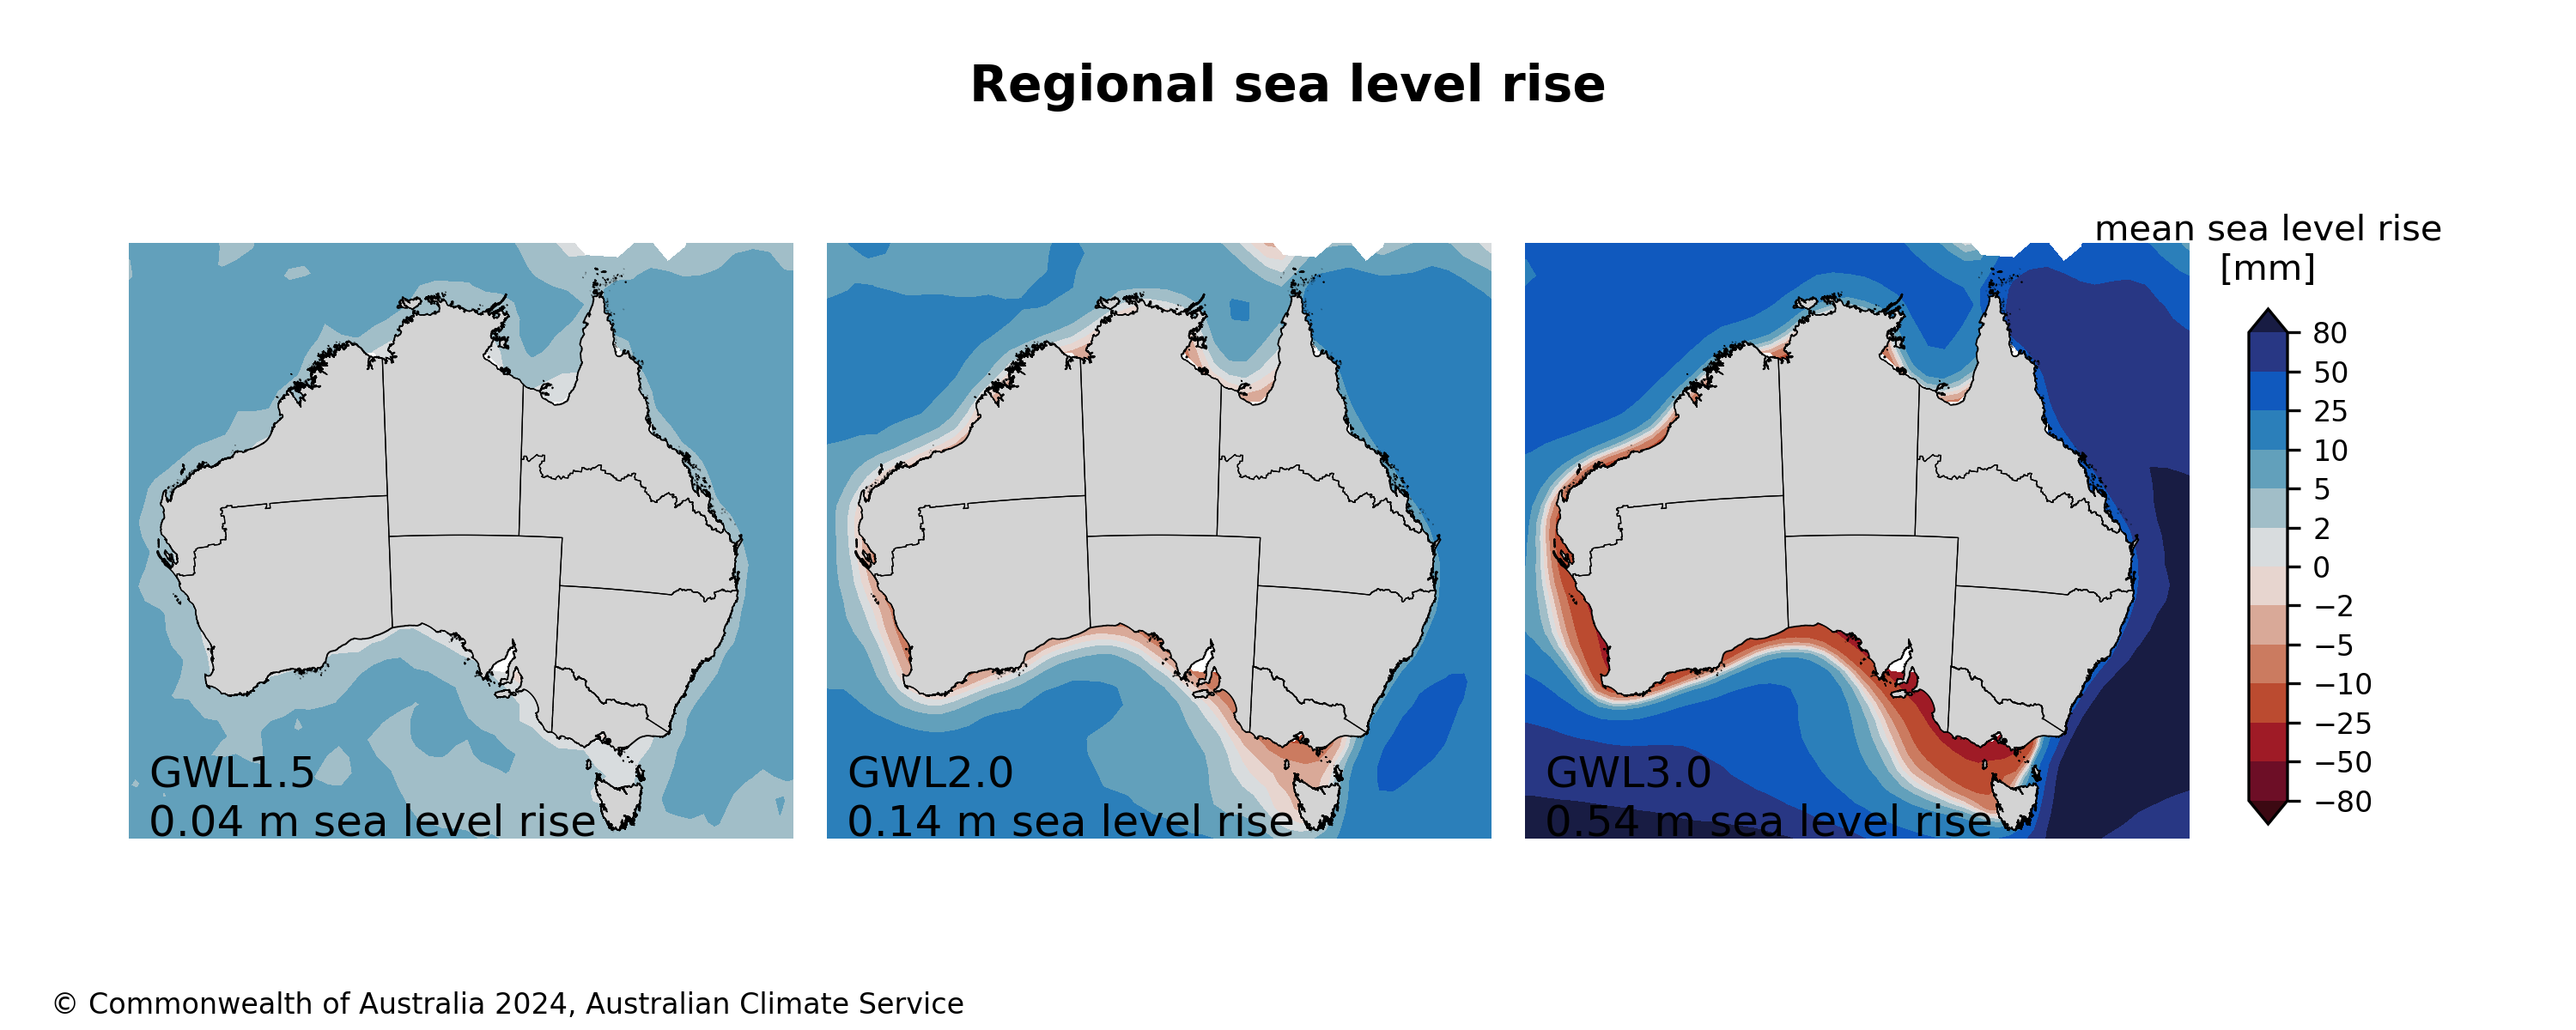 Regional sea level rise
mean sea level rise
[mm]
80
50
25
10
5
2
0
−2
−5
−10
−25
−50
−80
GWL1.5
0.04 m sea level rise
GWL2.0
0.14 m sea level rise
GWL3.0
0.54 m sea level rise
© Commonwealth of Australia 2024, Australian Climate Service